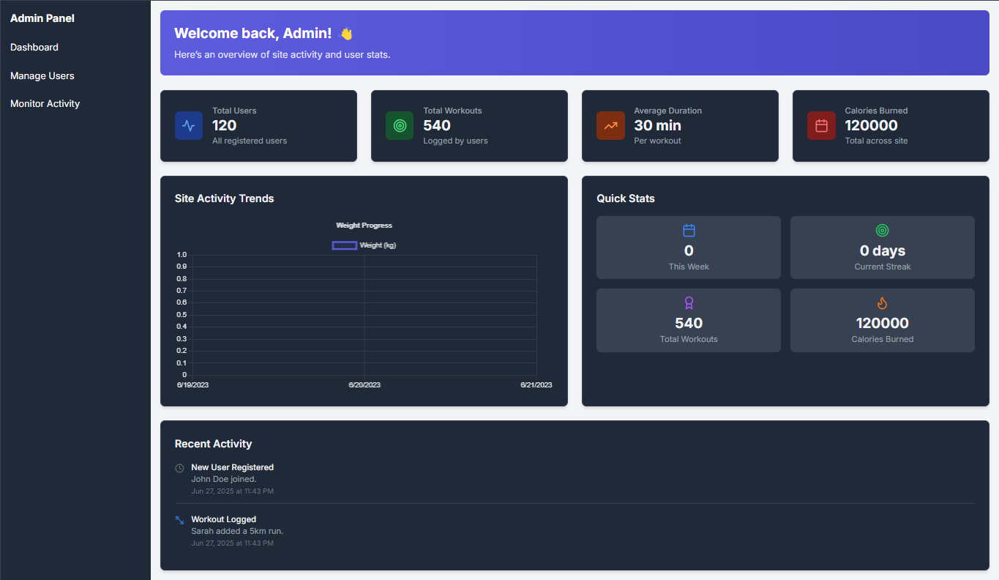 Admin Panel
Dashboard
Manage Users
Monitor Activity
Welcome back, Admin! 👋
Here’s an overview of site activity and user stats.
Total Users
120
All registered users
Total Workouts
540
Logged by users
Average Duration
30 min
Per workout
Calories Burned
120000
Total across site
Site Activity Trends
Weight Progress
Weight (kg)
1.0
0.9
0.8
0.7
0.6
0.5
0.4
0.3
0.2
0.1
0
6/19/2023 6/20/2023 6/21/2023
Quick Stats
0
This Week
0 days
Current Streak
540
Total Workouts
120000
Calories Burned
Recent Activity
New User Registered
John Doe joined.
Jun 27, 2025 at 11:43 PM
Workout Logged
Sarah added a 5km run.
Jun 27, 2025 at 11:43 PM